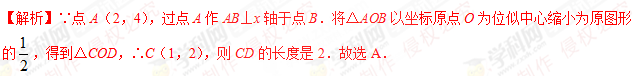 【解析】∵点 A（2，4），过点 A 作 AB⊥x 轴于点 B．将△AOB 以坐标原点 O 为位似中心缩小为原图形
的1/2，得到△COD，∴C（1，2），则 CD 的长度是 2．故选 A．